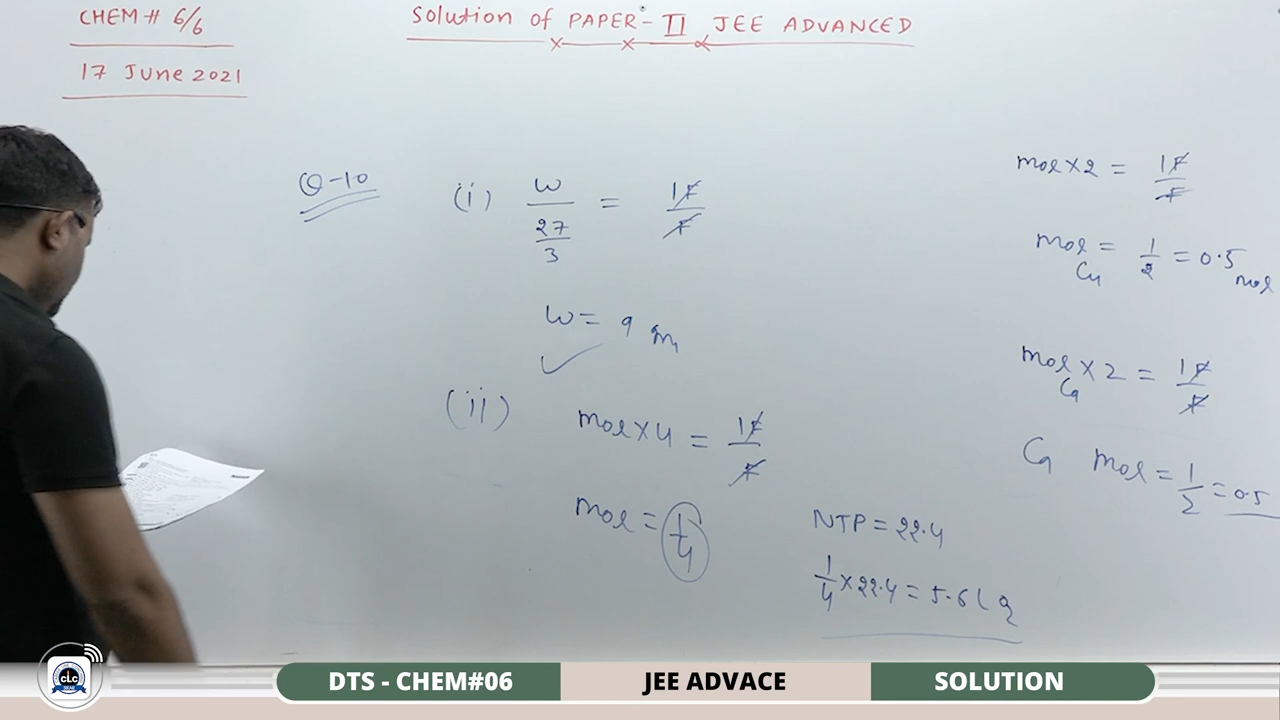 CHEM # 6/6
17 June 2021
Solution of PAPER-II JEE ADVANCED
Q-10
(i) w/(27/3) = 1F/F
w = 9 gm
(ii) mol×4 = 1F/F
mol = 1/4
NTP = 22.4
1/4×22.4 = 5.6 L
mol×2 = 1F/F
mol Cu = 1/2 = 0.5 mol
mol Ca ×2 = 1F/F
Ca mol = 1/2 = 0.5
CLC
DTS - CHEM#06
JEE ADVACE
SOLUTION